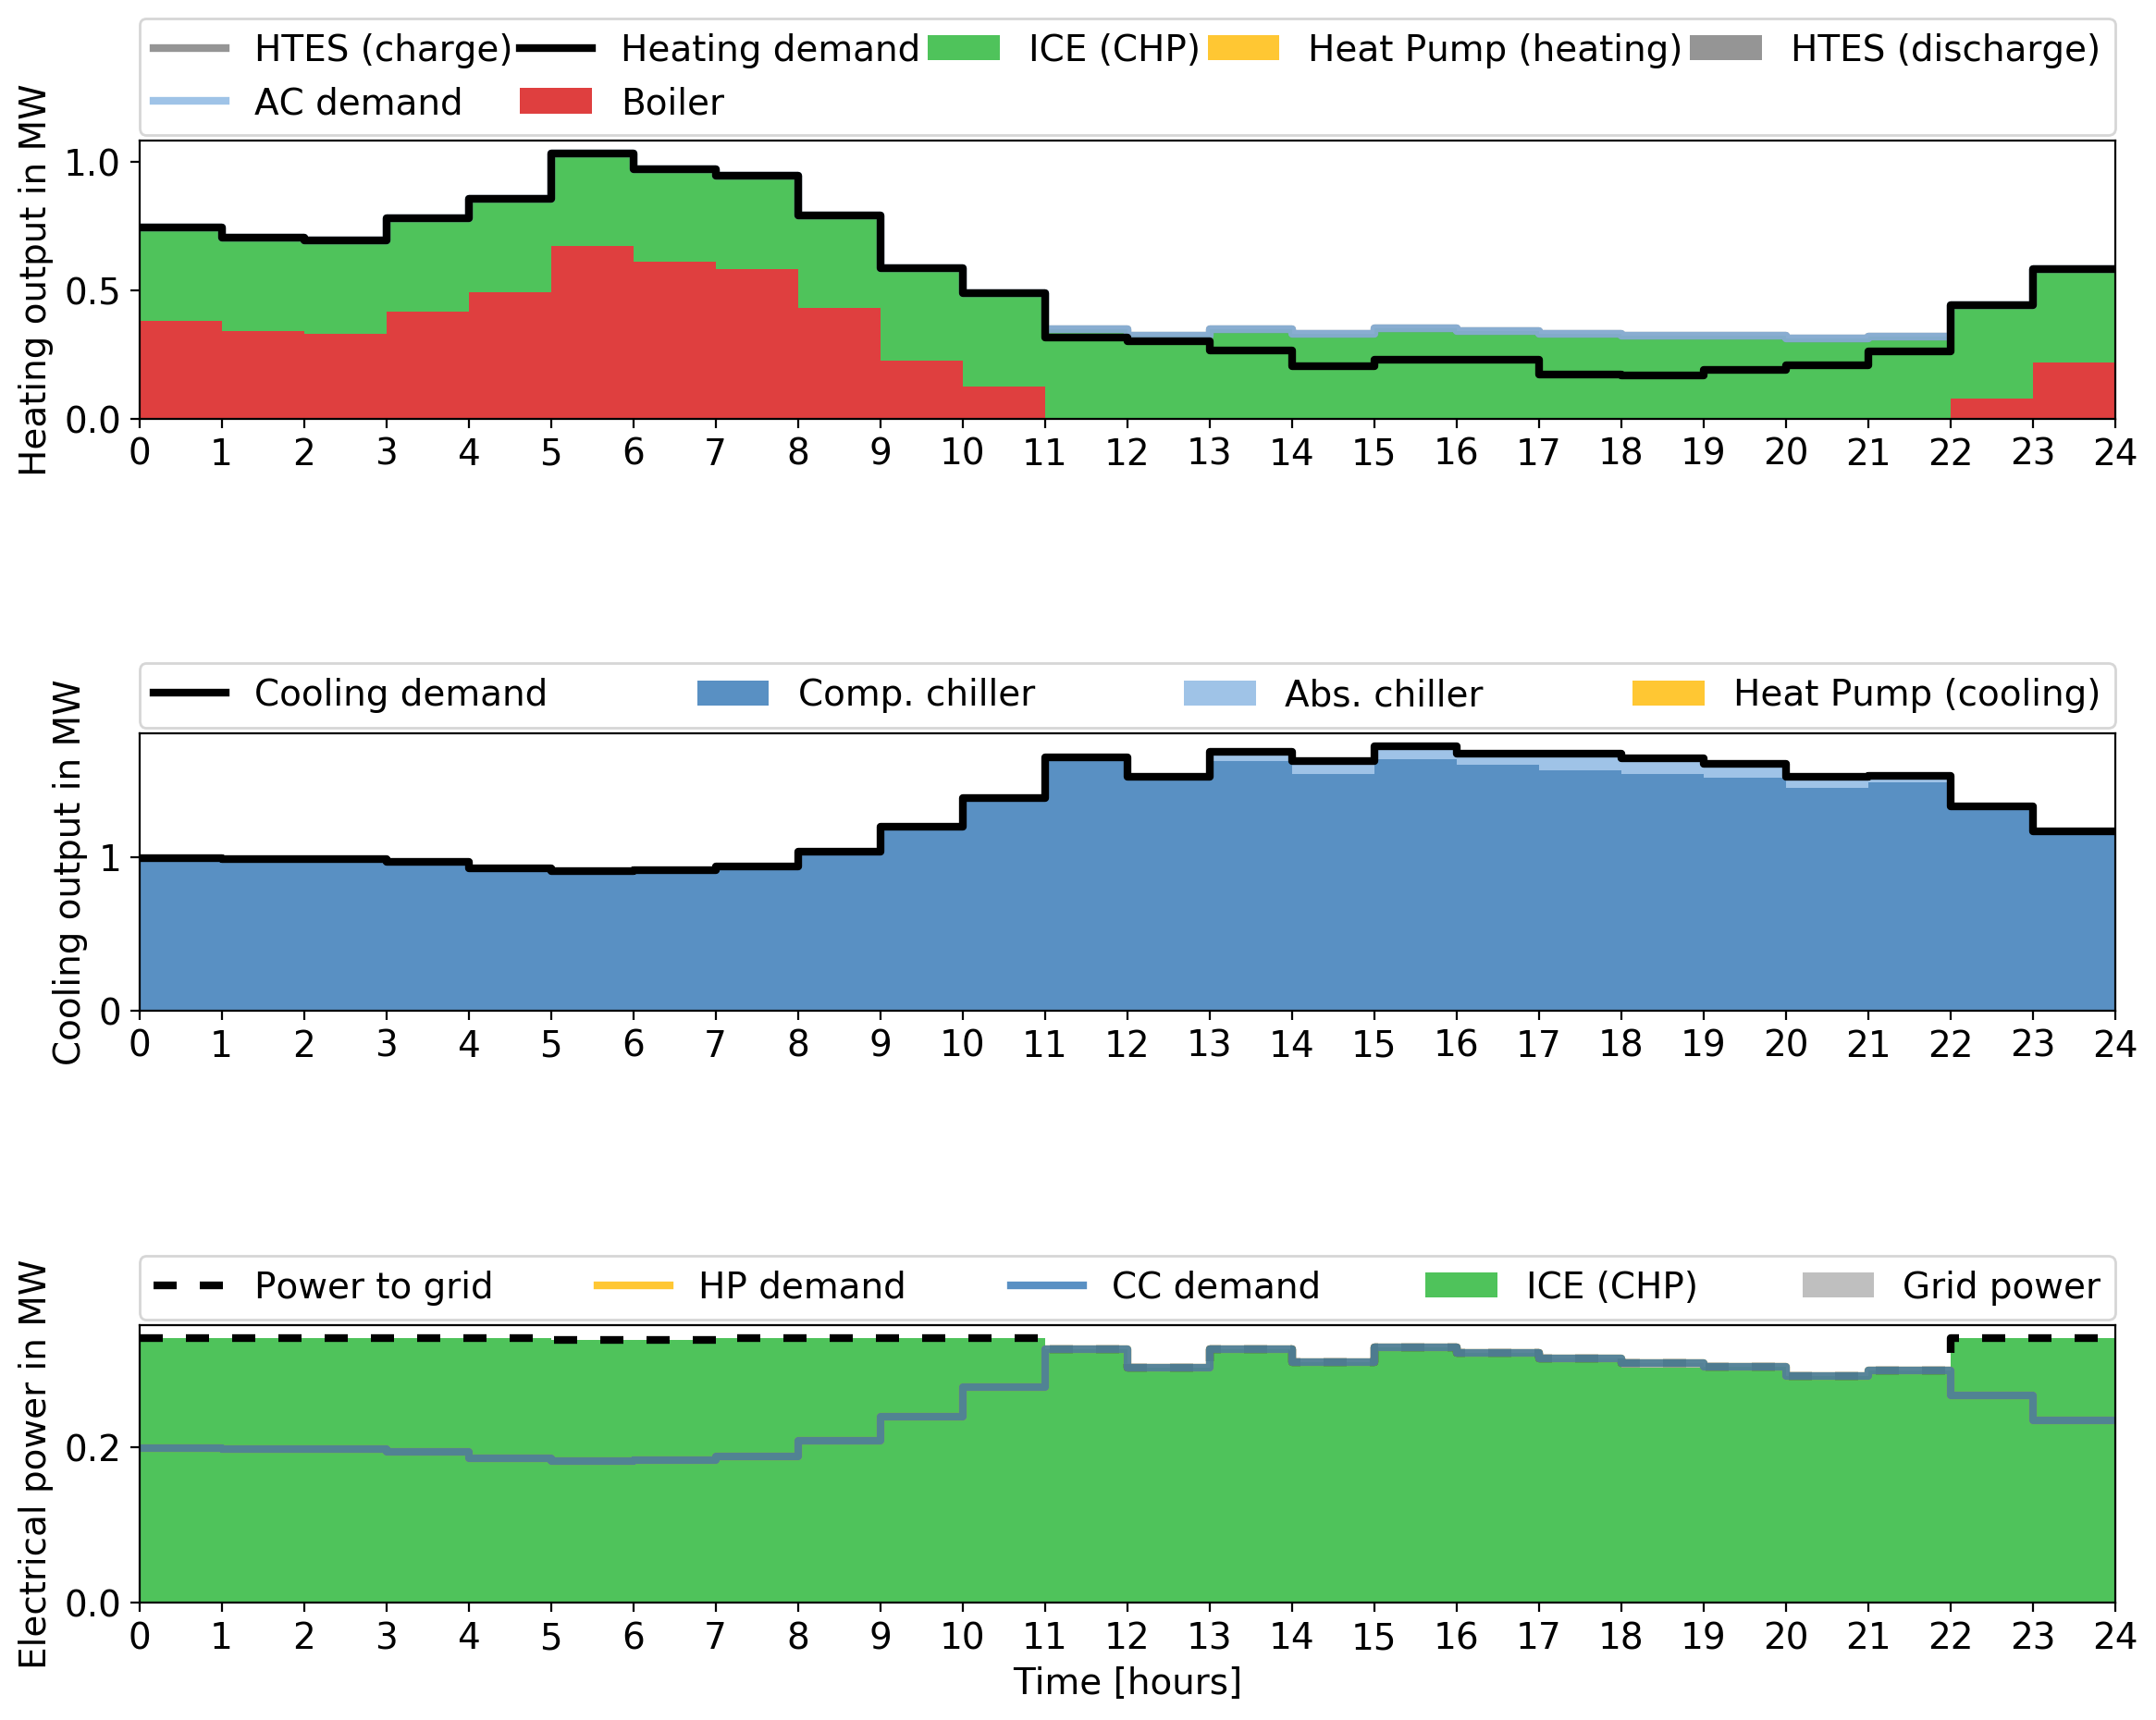 HTES (charge) Heating demand ICE (CHP) Heat Pump (heating) HTES (discharge)
AC demand Boiler
Heating output in MW
1.0
0.5
0.0
0 1 2 3 4 5 6 7 8 9 10 11 12 13 14 15 16 17 18 19 20 21 22 23 24
Cooling demand Comp. chiller Abs. chiller Heat Pump (cooling)
Cooling output in MW
1
0
0 1 2 3 4 5 6 7 8 9 10 11 12 13 14 15 16 17 18 19 20 21 22 23 24
Power to grid HP demand CC demand ICE (CHP) Grid power
Electrical power in MW
0.2
0.0
0 1 2 3 4 5 6 7 8 9 10 11 12 13 14 15 16 17 18 19 20 21 22 23 24
Time [hours]